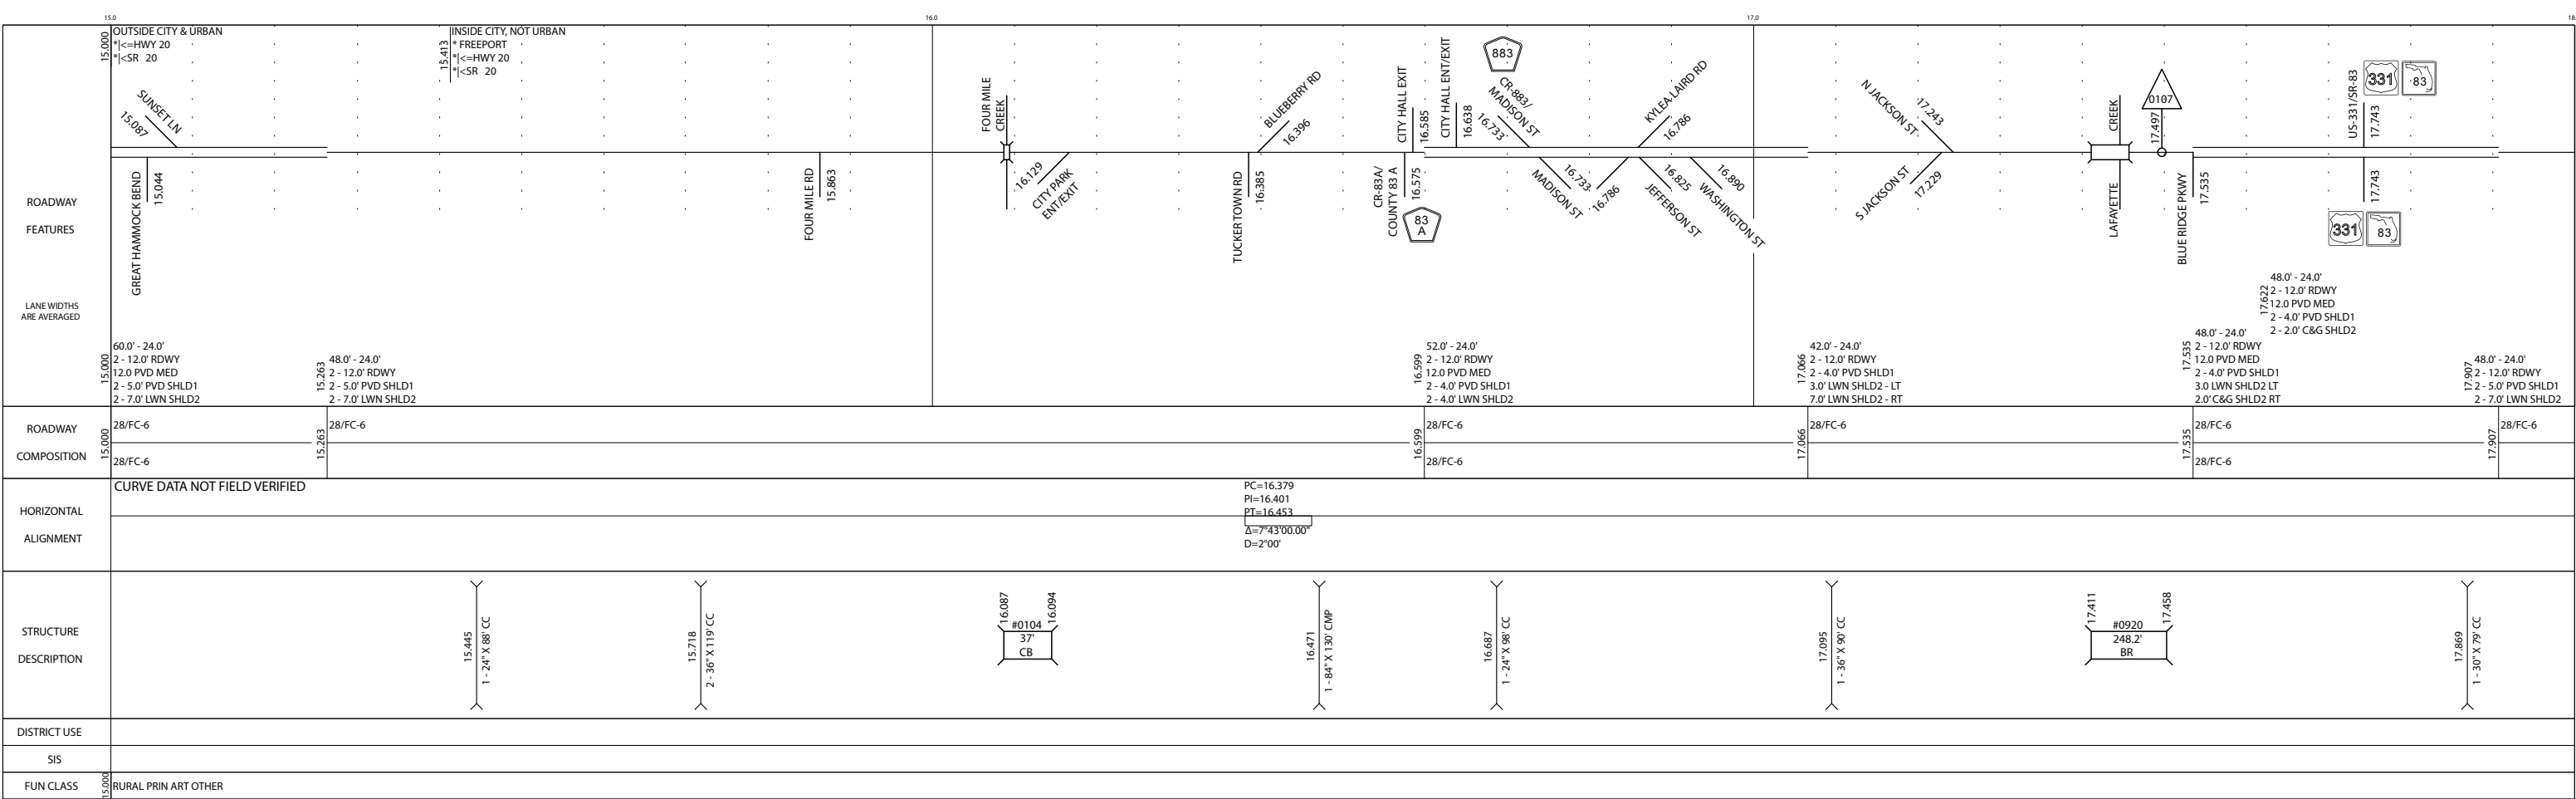 15.0
16.0
17.0
18.
ROADWAY
FEATURES
LANE WIDTHS
ARE AVERAGED
15.000
OUTSIDE CITY & URBAN
*|<=HWY 20
*|<SR 20
15.413
INSIDE CITY, NOT URBAN
* FREEPORT
*|<=HWY 20
*|<SR 20
SUNSET LN
15.087
GREAT HAMMOCK BEND
15.044
FOUR MILE RD
15.863
FOUR MILE
CREEK
16.129
CITY PARK
ENT/EXIT
TUCKER TOWN RD
16.385
BLUEBERRY RD
16.396
CITY HALL EXIT
16.585
CR-83A/
COUNTY 83 A
16.575
83
A
CITY HALL ENT/EXIT
16.638
883
CR-883/
MADISON ST
16.733
16.733
MADISON ST
KYLEA-LAIRD RD
16.786
16.786
16.825
JEFFERSON ST
16.890
WASHINGTON ST
N JACKSON ST
17.243
S JACKSON ST
17.229
CREEK
LAFAYETTE
0107
17.497
BLUE RIDGE PKWY
17.535
US-331/SR-83
17.743
331
83
17.743
331
83
15.000
60.0' - 24.0'
2 - 12.0' RDWY
12.0 PVD MED
2 - 5.0' PVD SHLD1
2 - 7.0' LWN SHLD2
15.263
48.0' - 24.0'
2 - 12.0' RDWY
2 - 5.0' PVD SHLD1
2 - 7.0' LWN SHLD2
16.599
52.0' - 24.0'
2 - 12.0' RDWY
12.0 PVD MED
2 - 4.0' PVD SHLD1
2 - 4.0' LWN SHLD2
17.066
42.0' - 24.0'
2 - 12.0' RDWY
2 - 4.0' PVD SHLD1
3.0' LWN SHLD2 - LT
7.0' LWN SHLD2 - RT
17.535
48.0' - 24.0'
2 - 12.0' RDWY
12.0 PVD MED
2 - 4.0' PVD SHLD1
3.0 LWN SHLD2 LT
2.0' C&G SHLD2 RT
17.622
48.0' - 24.0'
2 - 12.0' RDWY
12.0 PVD MED
2 - 4.0' PVD SHLD1
2 - 2.0' C&G SHLD2
17.907
48.0' - 24.0'
2 - 12.0' RDWY
2 - 5.0' PVD SHLD1
2 - 7.0' LWN SHLD2
ROADWAY
COMPOSITION
15.000
28/FC-6
28/FC-6
15.263
28/FC-6
16.599
28/FC-6
28/FC-6
17.066
28/FC-6
17.535
28/FC-6
28/FC-6
17.907
28/FC-6
HORIZONTAL
ALIGNMENT
CURVE DATA NOT FIELD VERIFIED
PC=16.379
PI=16.401
PT=16.453
Δ=7°43'00.00"
D=2°00'
STRUCTURE
DESCRIPTION
15.445
1 - 24" X 88' CC
15.718
2 - 36" X 119' CC
16.087
16.094
#0104
37'
CB
16.471
1 - 84" X 130' CMP
16.687
1 - 24" X 98' CC
17.095
1 - 36" X 90' CC
17.411
17.458
#0920
248.2'
BR
17.869
1 - 30" X 79' CC
DISTRICT USE
SIS
FUN CLASS
15.000
RURAL PRIN ART OTHER